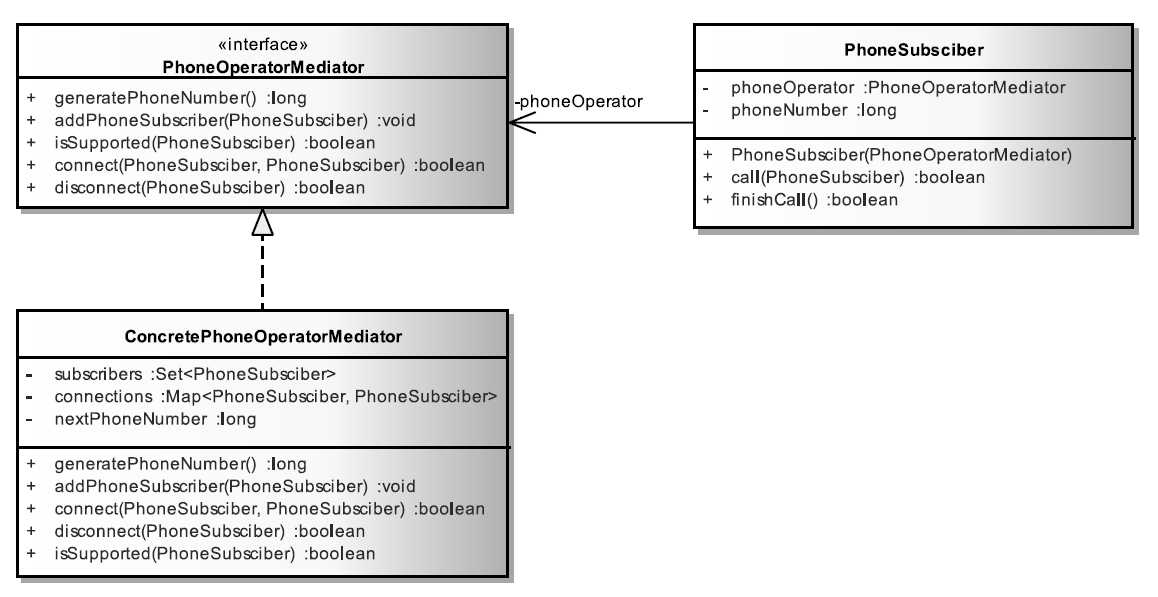 «interface»
PhoneOperatorMediator
+ generatePhoneNumber() :long
+ addPhoneSubscriber(PhoneSubsciber) :void
+ isSupported(PhoneSubsciber) :boolean
+ connect(PhoneSubsciber, PhoneSubsciber) :boolean
+ disconnect(PhoneSubsciber) :boolean
-phoneOperator
PhoneSubsciber
- phoneOperator :PhoneOperatorMediator
- phoneNumber :long
+ PhoneSubsciber(PhoneOperatorMediator)
+ call(PhoneSubsciber) :boolean
+ finishCall() :boolean
ConcretePhoneOperatorMediator
- subscribers :Set<PhoneSubsciber>
- connections :Map<PhoneSubsciber, PhoneSubsciber>
- nextPhoneNumber :long
+ generatePhoneNumber() :long
+ addPhoneSubscriber(PhoneSubsciber) :void
+ connect(PhoneSubsciber, PhoneSubsciber) :boolean
+ disconnect(PhoneSubsciber) :boolean
+ isSupported(PhoneSubsciber) :boolean